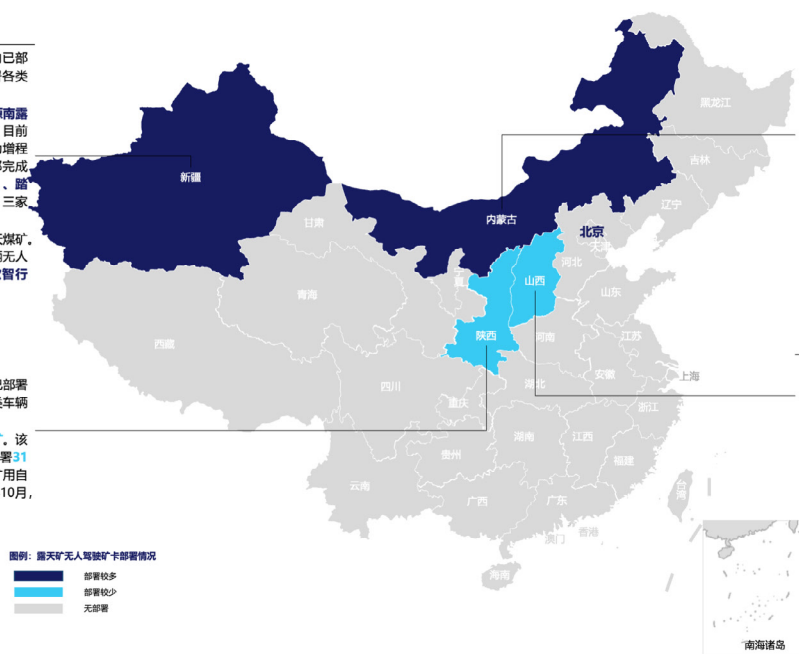 已部
各类
南露
目前
增程
完成
、踏
三家
煤矿。
无人
智行
部署
车辆
。该
署31
用自
10月，
黑龙江
吉林
辽宁
新疆
内蒙古
甘肃
北京
天津
河北
山西
山东
青海
陕西
河南
江苏
西藏
安徽
上海
四川
湖北
重庆
浙江
湖南
江西
贵州
福建
云南
台湾
广西
广东
香港
澳门
海南
图例：露天矿无人驾驶矿卡部署情况
部署较多
部署较少
无部署
南海诸岛